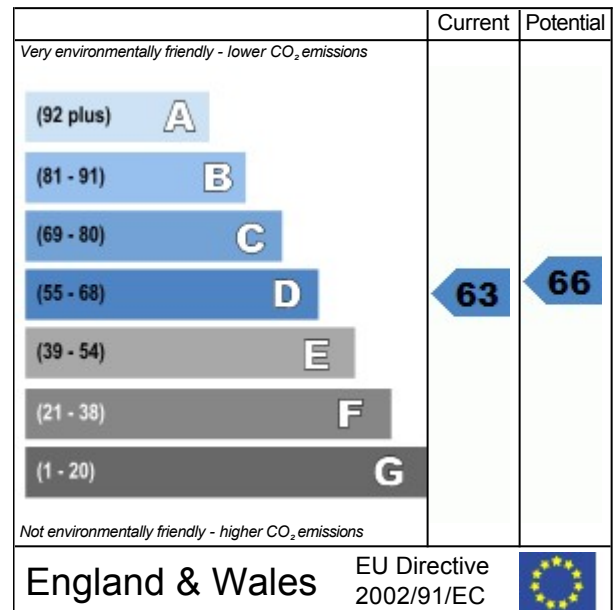 Current Potential
Very environmentally friendly - lower CO₂ emissions
(92 plus) A
(81 - 91) B
(69 - 80) C
(55 - 68) D
63
66
(39 - 54) E
(21 - 38) F
(1 - 20) G
Not environmentally friendly - higher CO₂ emissions
England & Wales
EU Directive
2002/91/EC